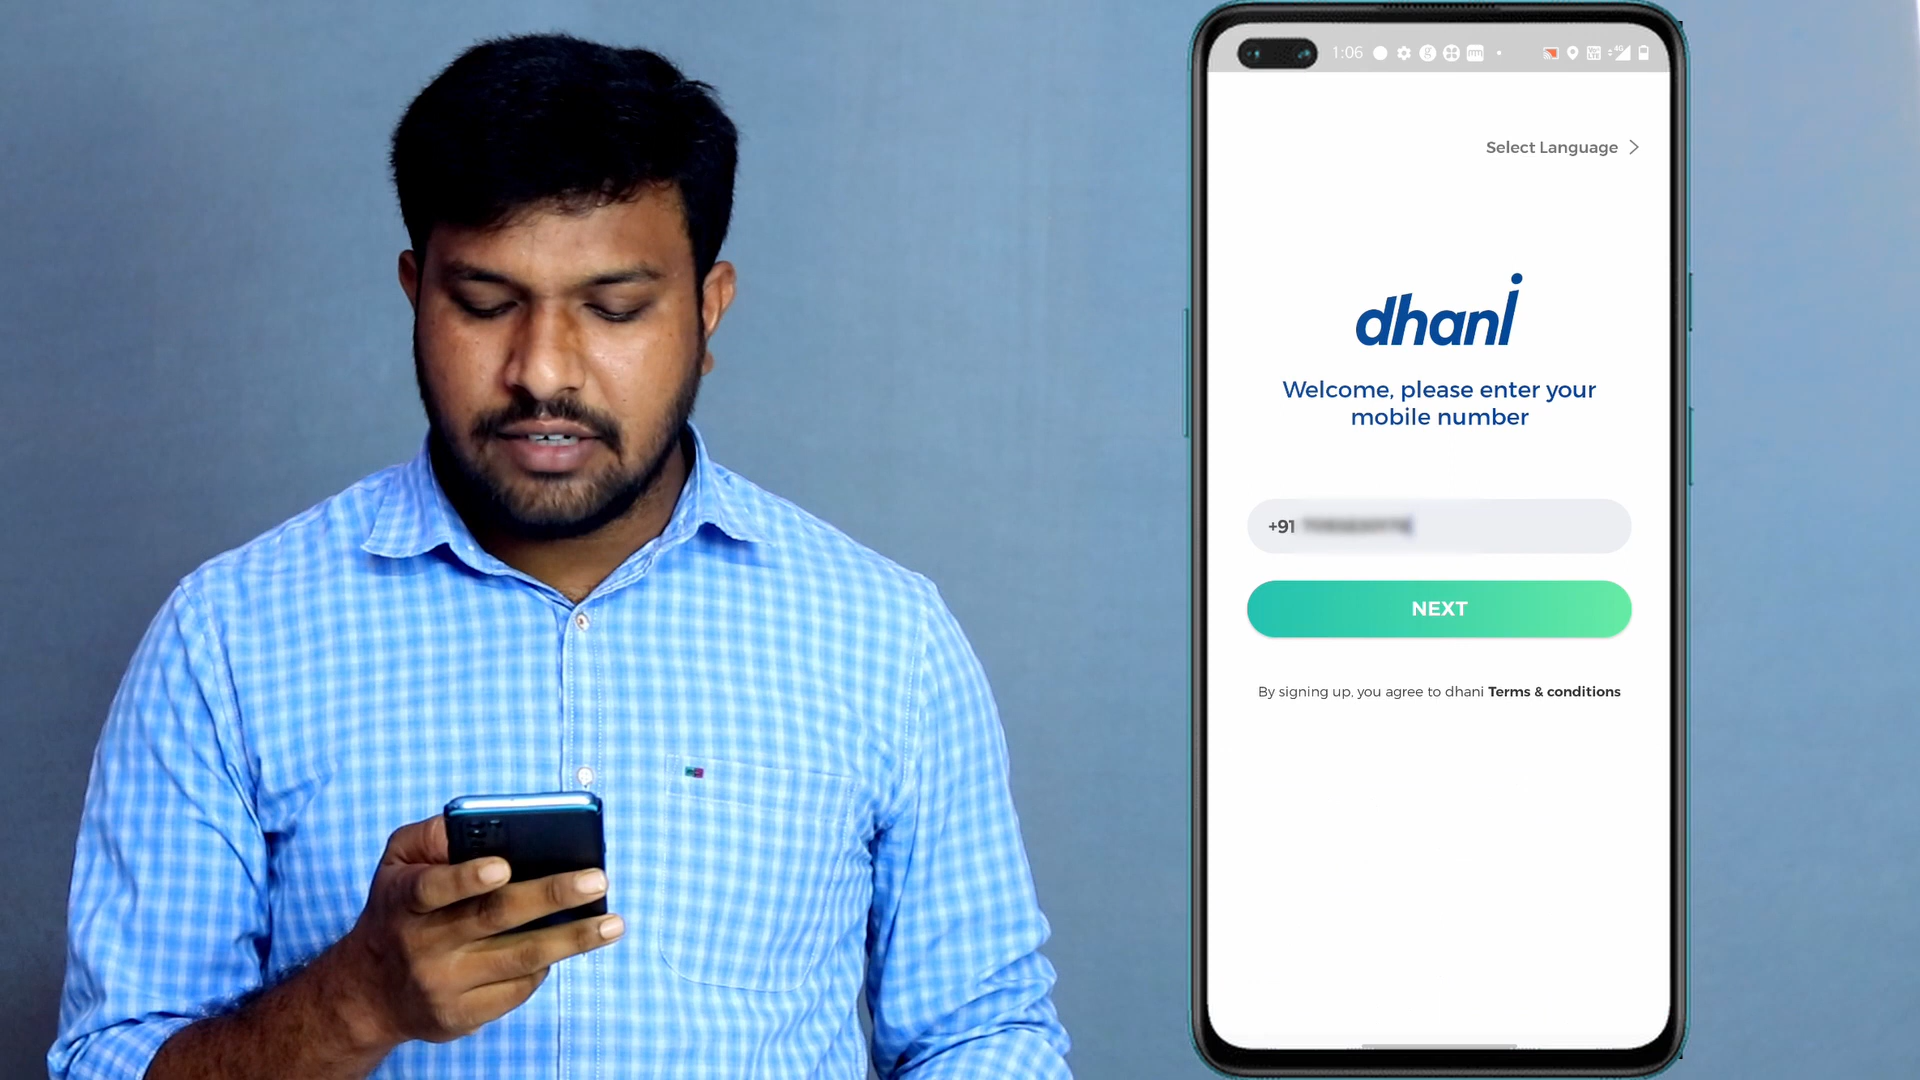 1:06
Select Language
dhani
Welcome, please enter your
mobile number
+91
NEXT
By signing up, you agree to dhani Terms & conditions